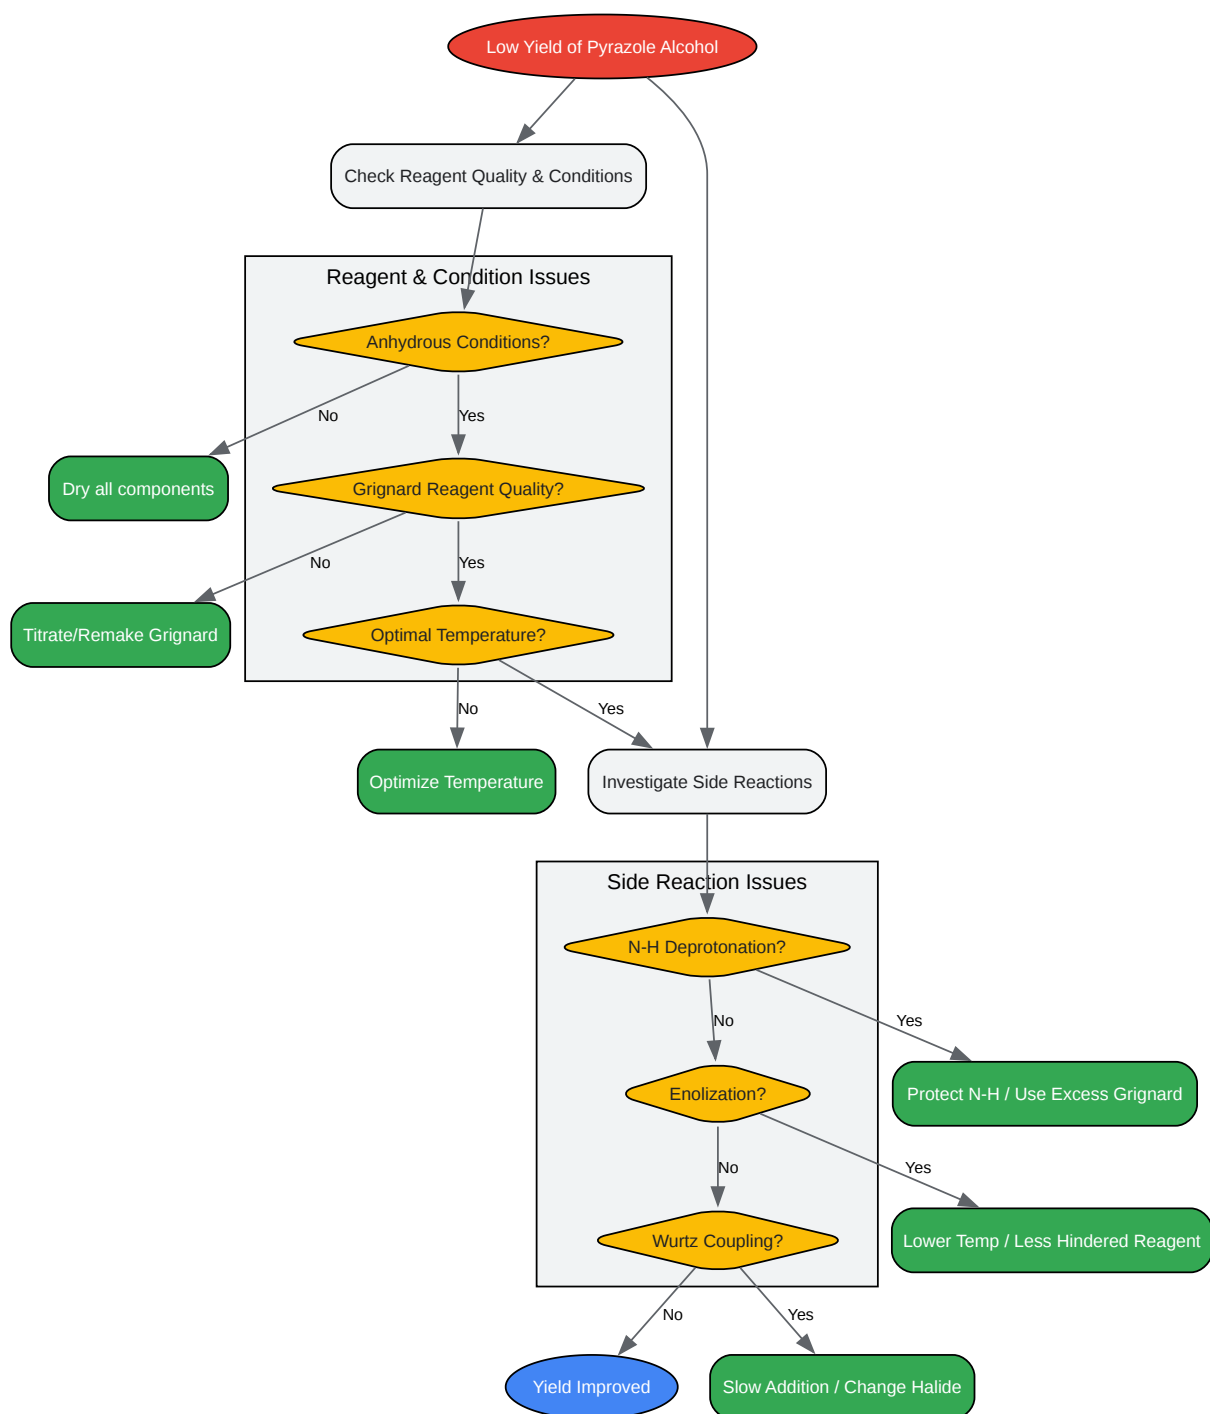 Low Yield of Pyrazole Alcohol
Check Reagent Quality & Conditions
Reagent & Condition Issues
Anhydrous Conditions?
No
Yes
Dry all components
Grignard Reagent Quality?
No
Yes
Titrate/Remake Grignard
Optimal Temperature?
No
Yes
Optimize Temperature
Investigate Side Reactions
Side Reaction Issues
N-H Deprotonation?
No
Yes
Enolization?
Protect N-H / Use Excess Grignard
No
Yes
Wurtz Coupling?
Lower Temp / Less Hindered Reagent
No
Yes
Yield Improved
Slow Addition / Change Halide